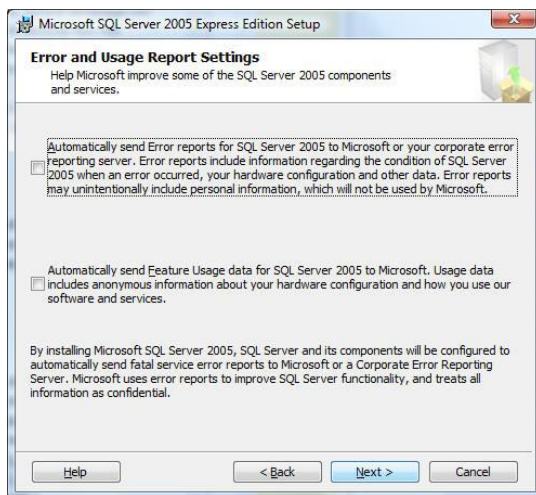 Microsoft SQL Server 2005 Express Edition Setup
Error and Usage Report Settings
Help Microsoft improve some of the SQL Server 2005 components
and services.
Automatically send Error reports for SQL Server 2005 to Microsoft or your corporate error
reporting server. Error reports include information regarding the condition of SQL Server
2005 when an error occurred, your hardware configuration and other data. Error reports
may unintentionally include personal information, which will not be used by Microsoft.
Automatically send Feature Usage data for SQL Server 2005 to Microsoft. Usage data
includes anonymous information about your hardware configuration and how you use our
software and services.
By installing Microsoft SQL Server 2005, SQL Server and its components will be configured to
automatically send fatal service error reports to Microsoft or a Corporate Error Reporting
Server. Microsoft uses error reports to improve SQL Server functionality, and treats all
information as confidential.
Help
< Back
Next >
Cancel